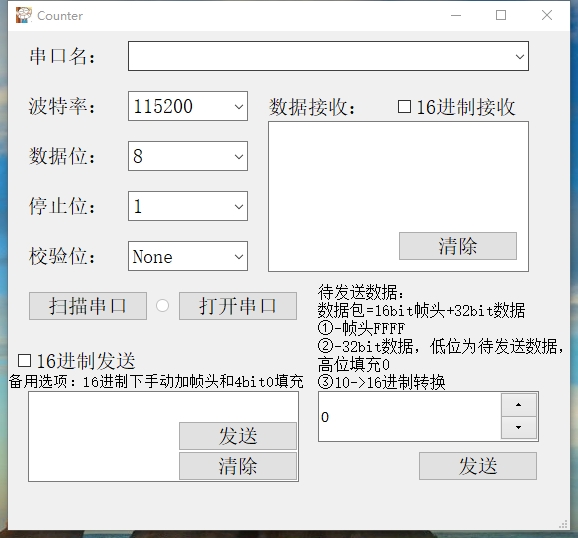 Counter
串口名：
波特率： 115200
数据接收： 16进制接收
数据位： 8
停止位： 1
清除
校验位： None
扫描串口 打开串口
待发送数据：
数据包=16bit帧头+32bit数据
①-帧头FFFF
②-32bit数据，低位为待发送数据，
高位填充0
③10->16进制转换
16进制发送
备用选项：16进制下手动加帧头和4bit0填充
0
发送
清除
发送